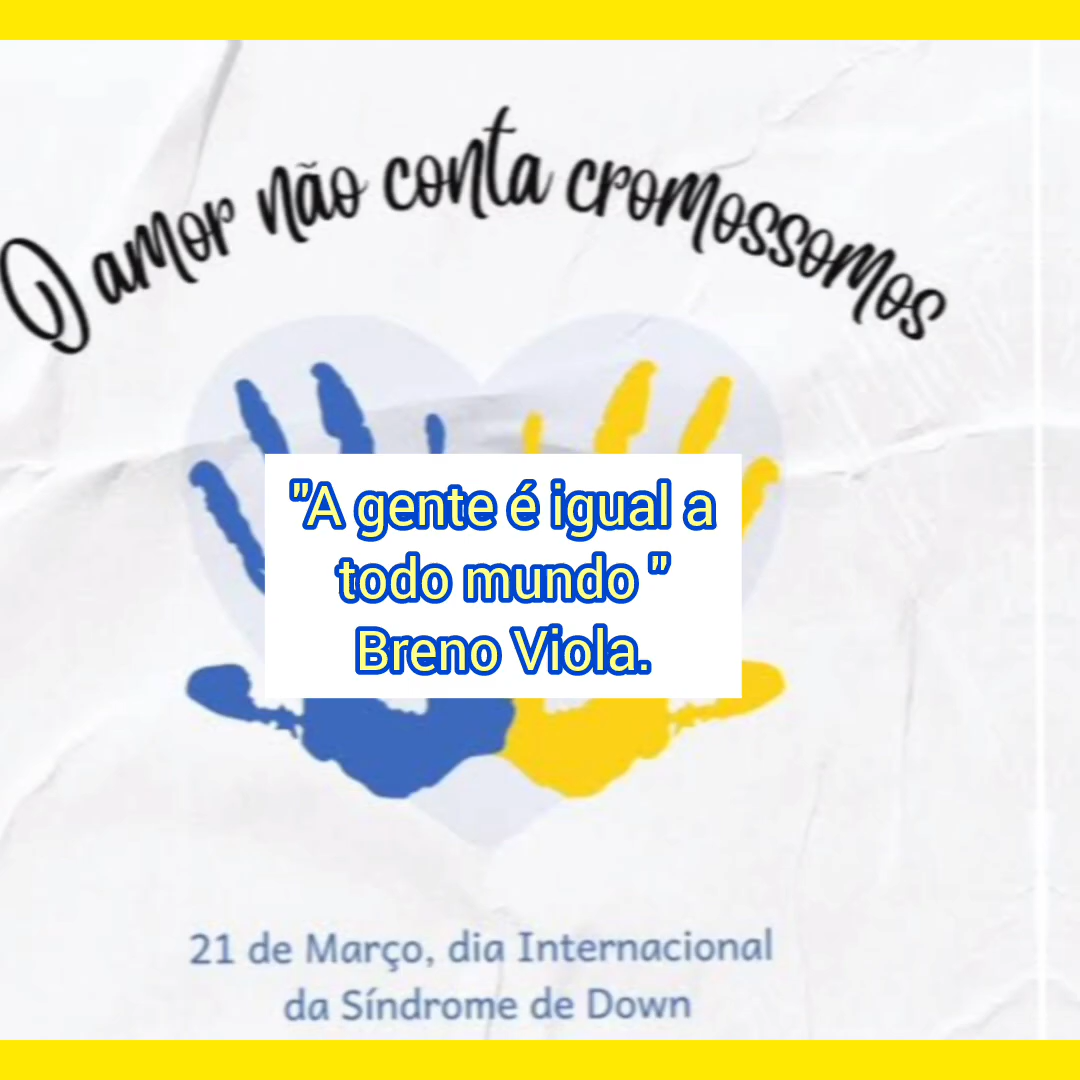 O amor não conta cromossomos
"A gente é igual a
todo mundo "
Breno Viola.
21 de Março, dia Internacional
da Síndrome de Down